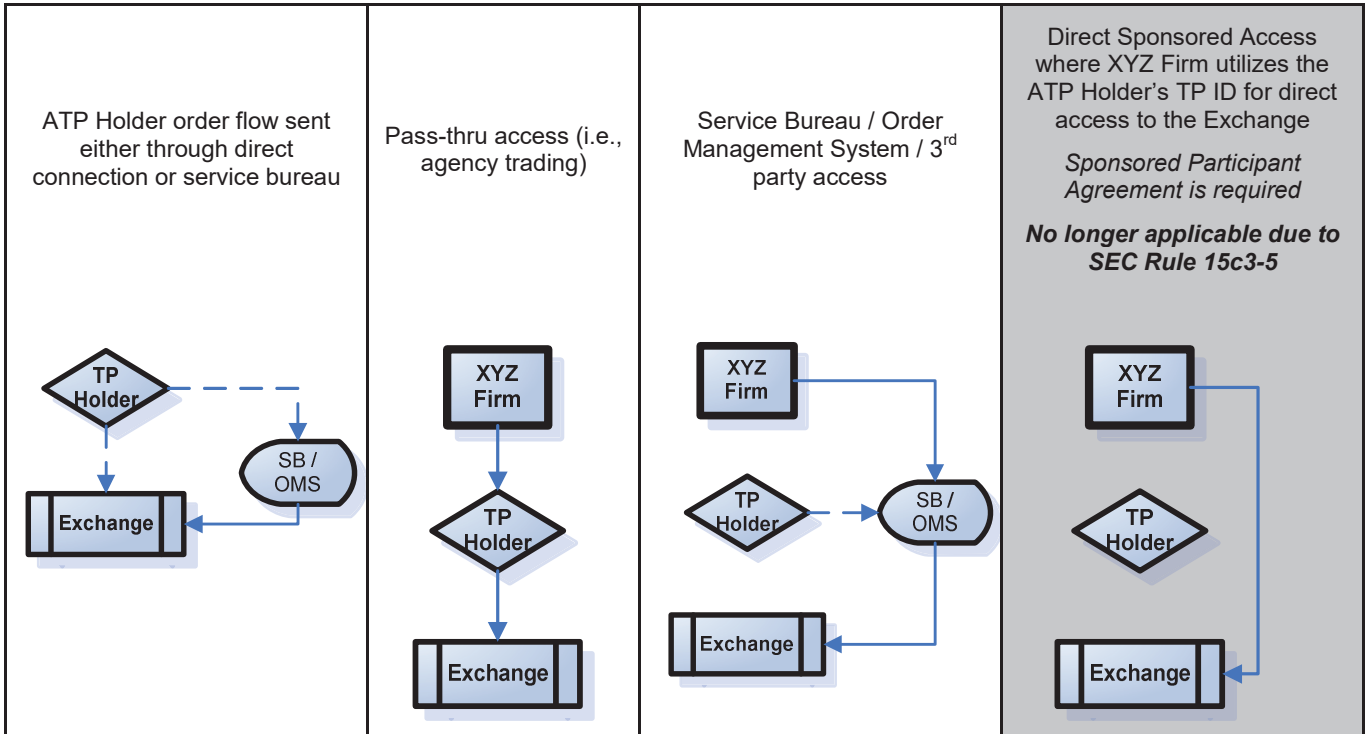 ATP Holder order flow sent
either through direct
connection or service bureau
TP
Holder
SB /
OMS
Exchange
Pass-thru access (i.e.,
agency trading)
XYZ
Firm
TP
Holder
Exchange
Service Bureau / Order
Management System / 3rd
party access
XYZ
Firm
TP
Holder
SB /
OMS
Exchange
Direct Sponsored Access
where XYZ Firm utilizes the
ATP Holder's TP ID for direct
access to the Exchange
Sponsored Participant
Agreement is required
No longer applicable due to
SEC Rule 15c3-5
XYZ
Firm
TP
Holder
Exchange